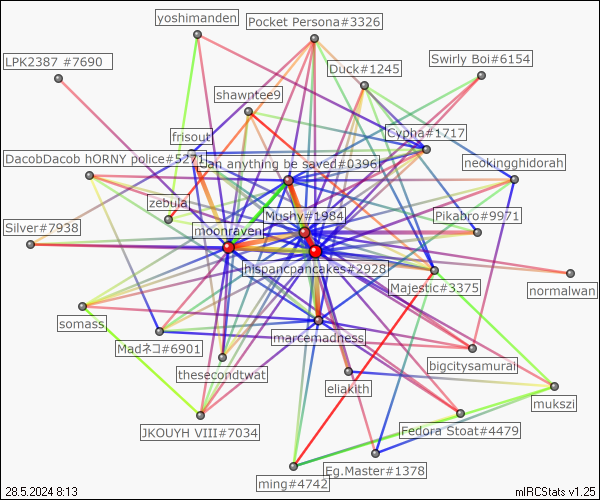 yoshimanden
Pocket Persona#3326
LPK2387 #7690
Duck#1245
Swirly Boi#6154
shawntee9
Cypha#1717
frisout
DacobDacob hORNY police#5271
an anything be saved#0396
neokingghidorah
zebula
Mushy#1984
Pikabro#9971
Silver#7938
moonraven
hispancpancakes#2928
Majestic#3375
normalwan
somass
marcemadness
Madネコ#6901
bigcitysamurai
thesecondtwat
eliakith
mukszi
JKOUYH VIII#7034
Fedora Stoat#4479
Eg.Master#1378
ming#4742
28.5.2024 8:13
mIRCStats v1.25